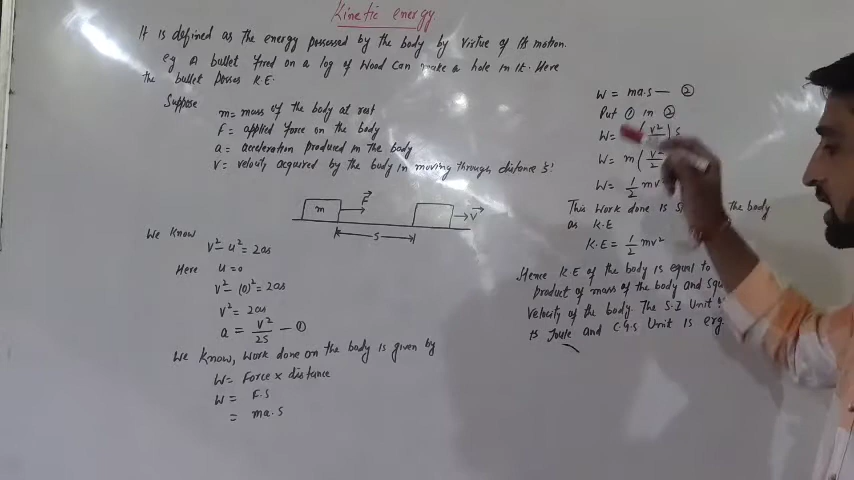 Kinetic energy
It is defined as the energy possessed by the body by virtue of its motion.
eg A bullet fired on a log of wood can make a hole in it. Here
the bullet posses K.E.
Suppose
m = mass of the body at rest
F = applied force on the body
a = acceleration produced in the body
v = velocity acquired by the body in moving through distance 's'.
m F⃗ v⃗
s
We know
v² - u² = 2as
Here u = 0
v² - (0)² = 2as
v² = 2as
a = v²/2s — ①
We know, work done on the body is given by
W = Force × distance
W = F.S
= ma.S
W = ma.s — ②
Put ① in ②
W = (v²/ ) s
W = m (v²/2
W = 1/2 mv²
This work done is the body
as K.E
K.E = 1/2 mv²
Hence K.E of the body is equal to
product of mass of the body and
velocity of the body. The S.I Unit
is Joule and C.G.S Unit is erg